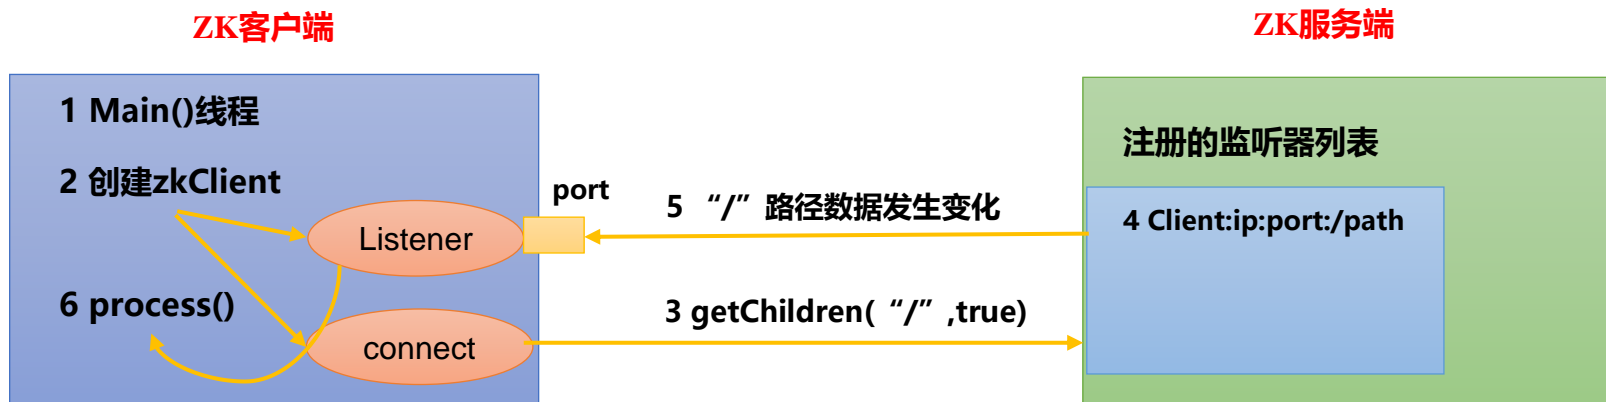 ZK客户端
ZK服务端
1 Main()线程
2 创建zkClient
port
Listener
6 process()
connect
5 “/”路径数据发生变化
3 getChildren( “/” ,true)
注册的监听器列表
4 Client:ip:port:/path